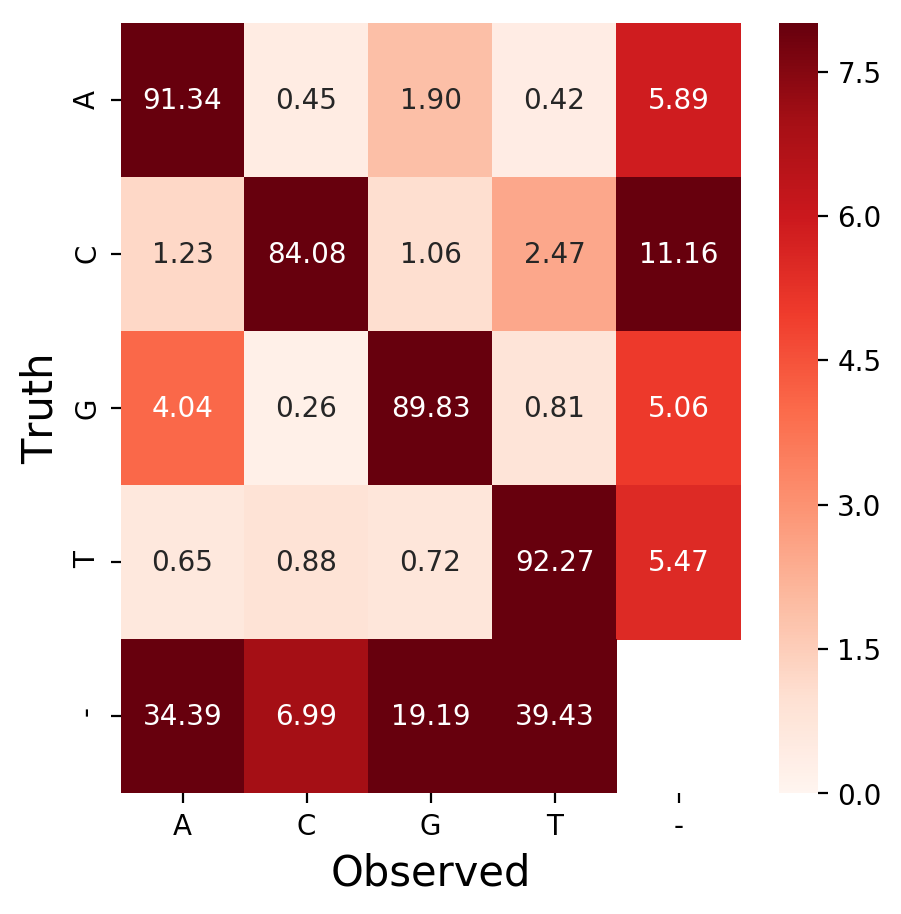 A 91.34 0.45 1.90 0.42 5.89
C 1.23 84.08 1.06 2.47 11.16
G 4.04 0.26 89.83 0.81 5.06
T 0.65 0.88 0.72 92.27 5.47
- 34.39 6.99 19.19 39.43
A C G T -
Truth
Observed
7.5
6.0
4.5
3.0
1.5
0.0